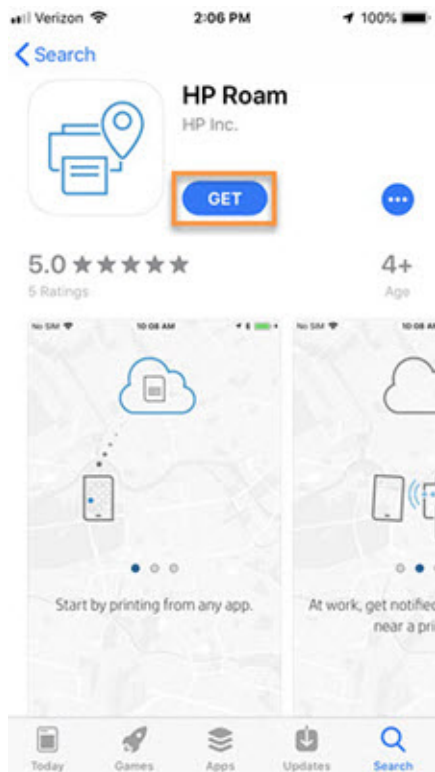 Verizon 2:06 PM 100%
Search
HP Roam
HP Inc.
GET
5.0
4+
5 Ratings
Age
No SIM 10:08 AM
No SIM 10:08 AM
Start by printing from any app.
At work, get notified
near a pri
Today Games Apps Updates Search